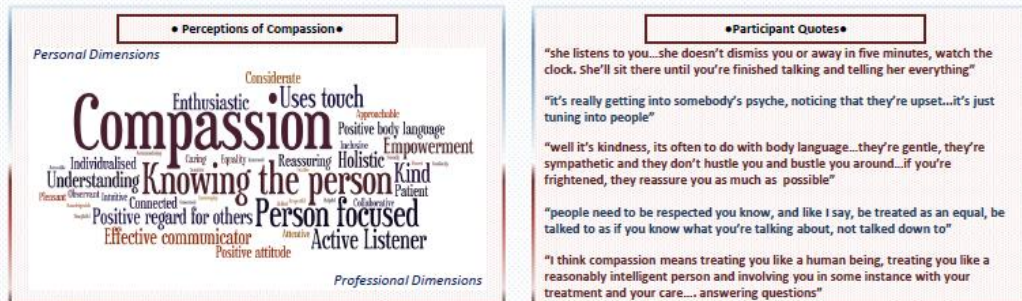 ● Perceptions of Compassion●
Personal Dimensions
Considerate
Enthusiastic •Uses touch
Compassion
Approachable
Positive body language
Inclusive Empowerment
Individualised Caring Equality Reassuring Holistic
Understanding Knowing the person Kind
Pleasant Observant Intuitive Connected Collaborative Patient
Positive regard for others Person focused
Effective communicator Attentive Active Listener
Positive attitude
Professional Dimensions
●Participant Quotes●
“she listens to you…she doesn’t dismiss you or away in five minutes, watch the
clock. She’ll sit there until you’re finished talking and telling her everything”
“it’s really getting into somebody’s psyche, noticing that they’re upset…it’s just
tuning into people”
“well it’s kindness, its often to do with body language…they’re gentle, they’re
sympathetic and they don’t hustle you and bustle you around…if you’re
frightened, they reassure you as much as possible”
“people need to be respected you know, and like I say, be treated as an equal, be
talked to as if you know what you’re talking about, not talked down to”
“I think compassion means treating you like a human being, treating you like a
reasonably intelligent person and involving you in some instance with your
treatment and your care…. answering questions”